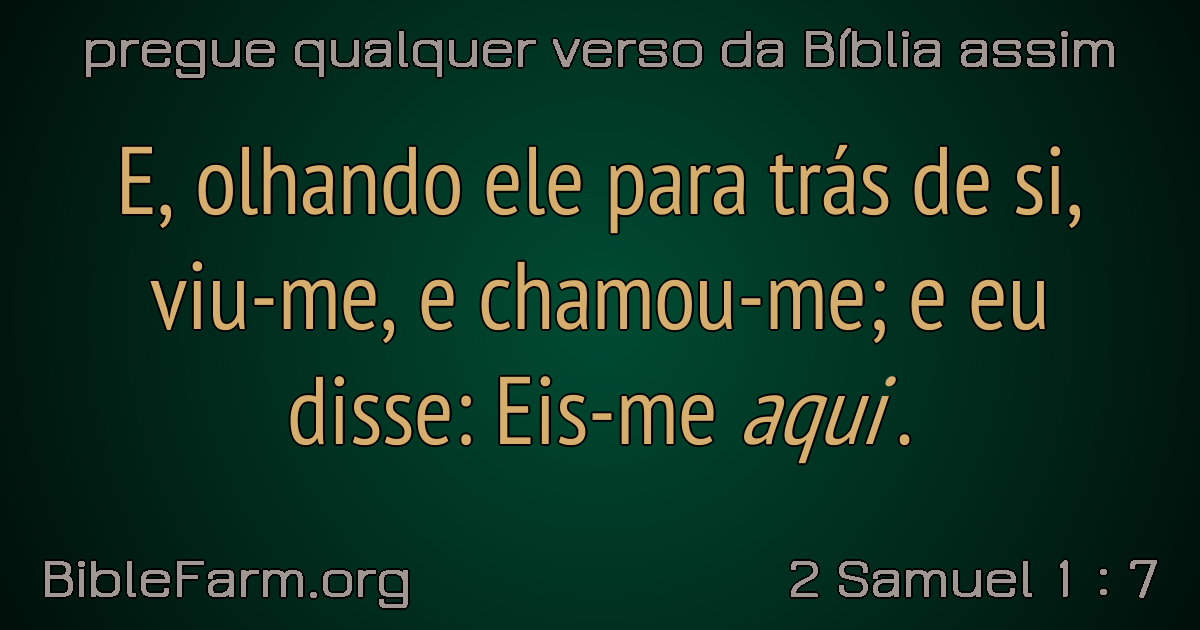 pregue qualquer verso da Bíblia assim
E, olhando ele para trás de si,
viu-me, e chamou-me; e eu
disse: Eis-me aqui.
BibleFarm.org
2 Samuel 1 : 7